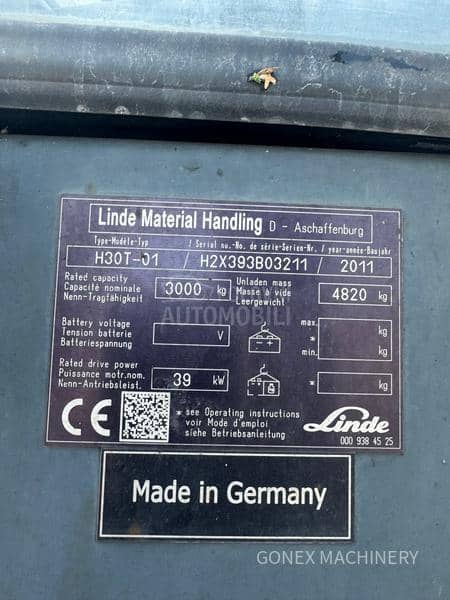 Linde Material Handling D - Aschaffenburg
Type-Modèle-Typ / Serial nu.-No. de série-Serien-Nr. / year-année-Baujahr
H30T-01 / H2X393B03211 / 2011
Rated capacity
Capacité nominale
Nenn-Tragfähigkeit
3000 kg
Unladen mass
Masse à vide
Leergewicht
4820 kg
AUTOMOBILI
Battery voltage
Tension batterie
Batteriespannung
V
max.
*
min.
kg
kg
Rated drive power
Puissance motr.nom.
Nenn-Antriebsleist.
39 kW
* kg
CE
* see Operating instructions
voir Mode d'emploi
siehe Betriebsanleitung
Linde
000 938 45 25
Made in Germany
GONEX MACHINERY